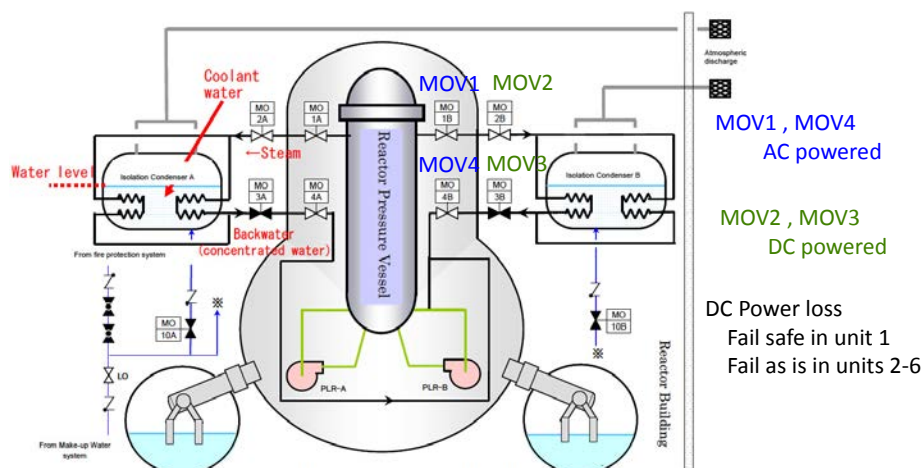 Atmospheric
discharge
Coolant
water
MOV1 MOV2
MO
2A
MO
1A
MO
1B
MO
2B
MOV1 , MOV4
AC powered
←Steam
Water level
Isolation Condenser A
Reactor Pressure Vessel
MOV4 MOV3
Isolation Condenser B
MO
3A
MO
4A
MO
4B
MO
3B
MOV2 , MOV3
DC powered
Backwater
(concentrated water)
From fire protection system
※
MO
10A
MO
10B
※
DC Power loss
Fail safe in unit 1
Fail as is in units 2-6
LO
PLR-A
PLR-B
Reactor Building
From Make-up Water
system